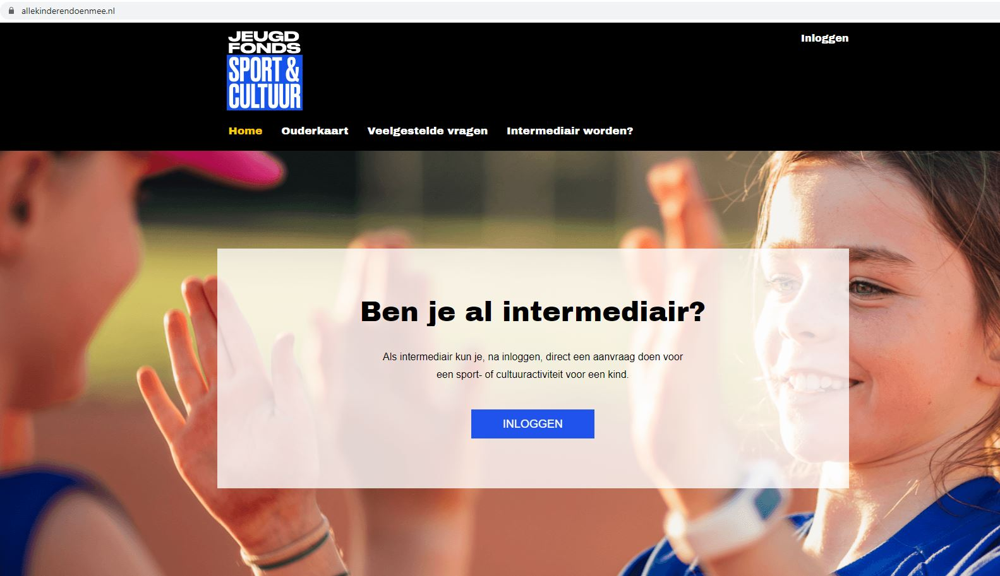 allekinderendoenmee.nl
JEUGD
FONDS
SPORT &
CULTUUR
Inloggen
Home Ouderkaart Veelgestelde vragen Intermediair worden?
Ben je al intermediair?
Als intermediair kun je, na inloggen, direct een aanvraag doen voor
een sport- of cultuuractiviteit voor een kind.
INLOGGEN